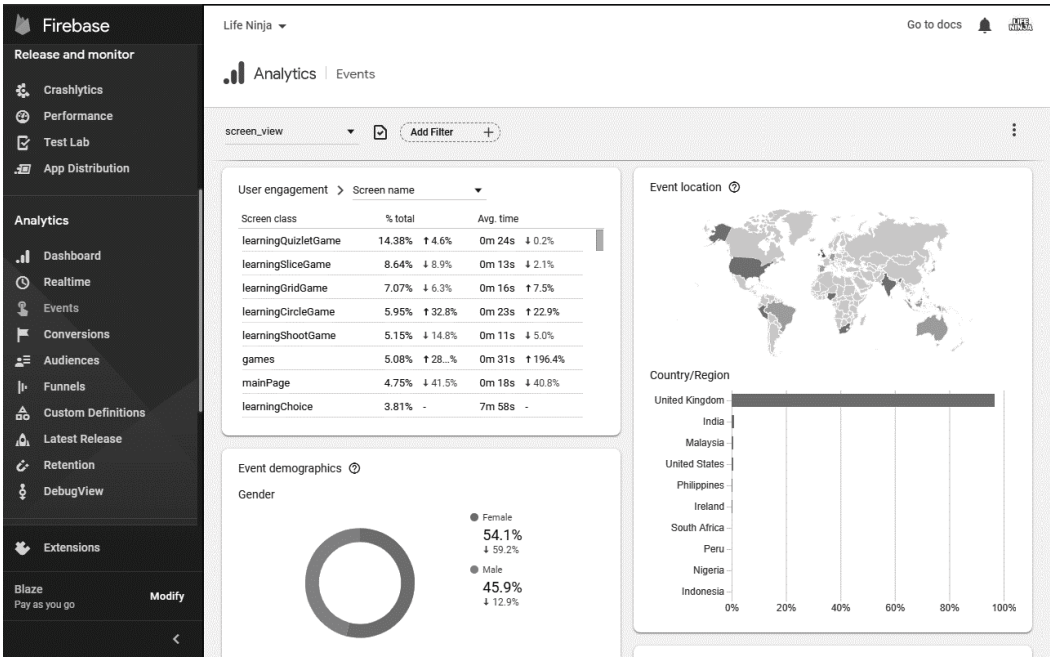 Firebase
Release and monitor
Crashlytics
Performance
Test Lab
App Distribution
Analytics
Dashboard
Realtime
Events
Conversions
Audiences
Funnels
Custom Definitions
Latest Release
Retention
DebugView
Extensions
Blaze
Pay as you go
Modify
Life Ninja
Go to docs
LIFE
NINJA
Analytics Events
screen_view
Add Filter
User engagement Screen name
Screen class % total Avg. time
learningQuizletGame 14.38% ↑ 4.6% 0m 24s ↓ 0.2%
learningSliceGame 8.64% ↓ 8.9% 0m 13s ↓ 2.1%
learningGridGame 7.07% ↓ 6.3% 0m 16s ↑ 7.5%
learningCircleGame 5.95% ↑ 32.8% 0m 23s ↑ 22.9%
learningShootGame 5.15% ↓ 14.8% 0m 11s ↓ 5.0%
games 5.08% ↑ 28...% 0m 31s ↑ 196.4%
mainPage 4.75% ↓ 41.5% 0m 18s ↓ 40.8%
learningChoice 3.81% - 7m 58s -
Event demographics
Gender
Female
54.1%
↓ 59.2%
Male
45.9%
↓ 12.9%
Event location
Country/Region
United Kingdom
India
Malaysia
United States
Philippines
Ireland
South Africa
Peru
Nigeria
Indonesia
0% 20% 40% 60% 80% 100%